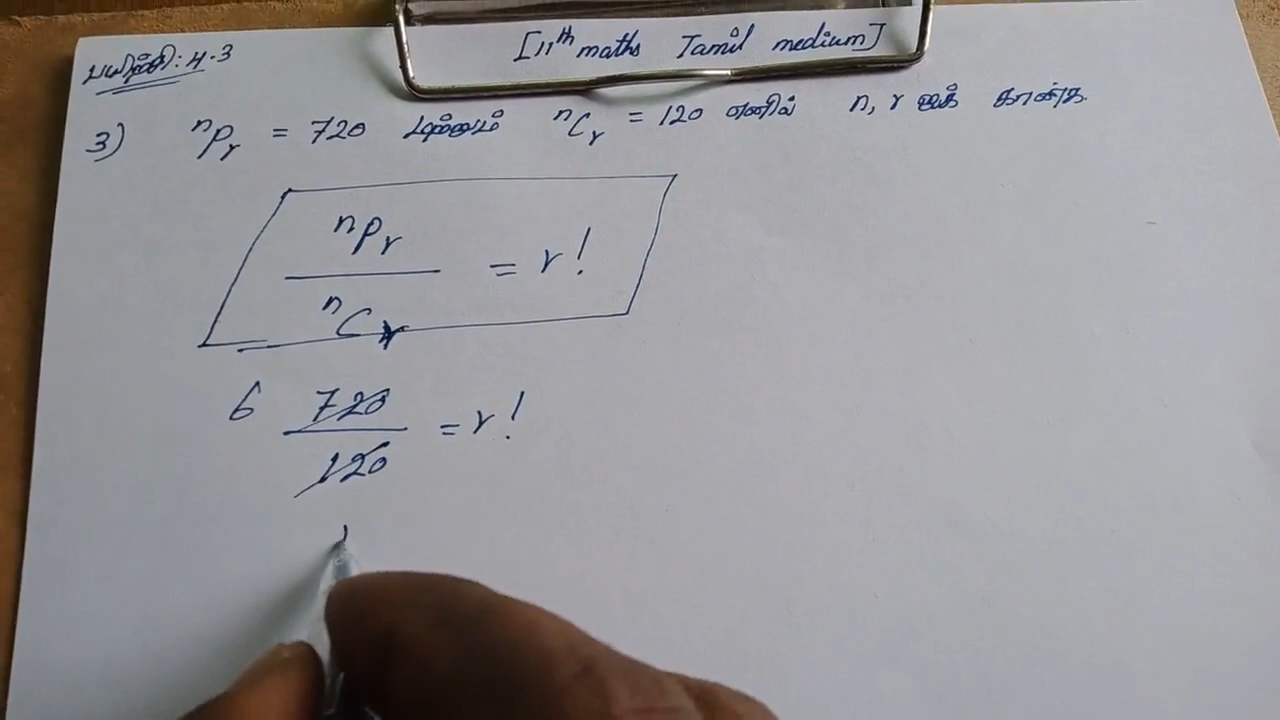 [11th maths Tamil medium]
பயிற்சி: 4.3
3) nPr = 720 மற்றும் nCr = 120 எனில் n, r ஐக் காண்க.
nPr
/ nCr = r!
6 720
/ 120 = r!